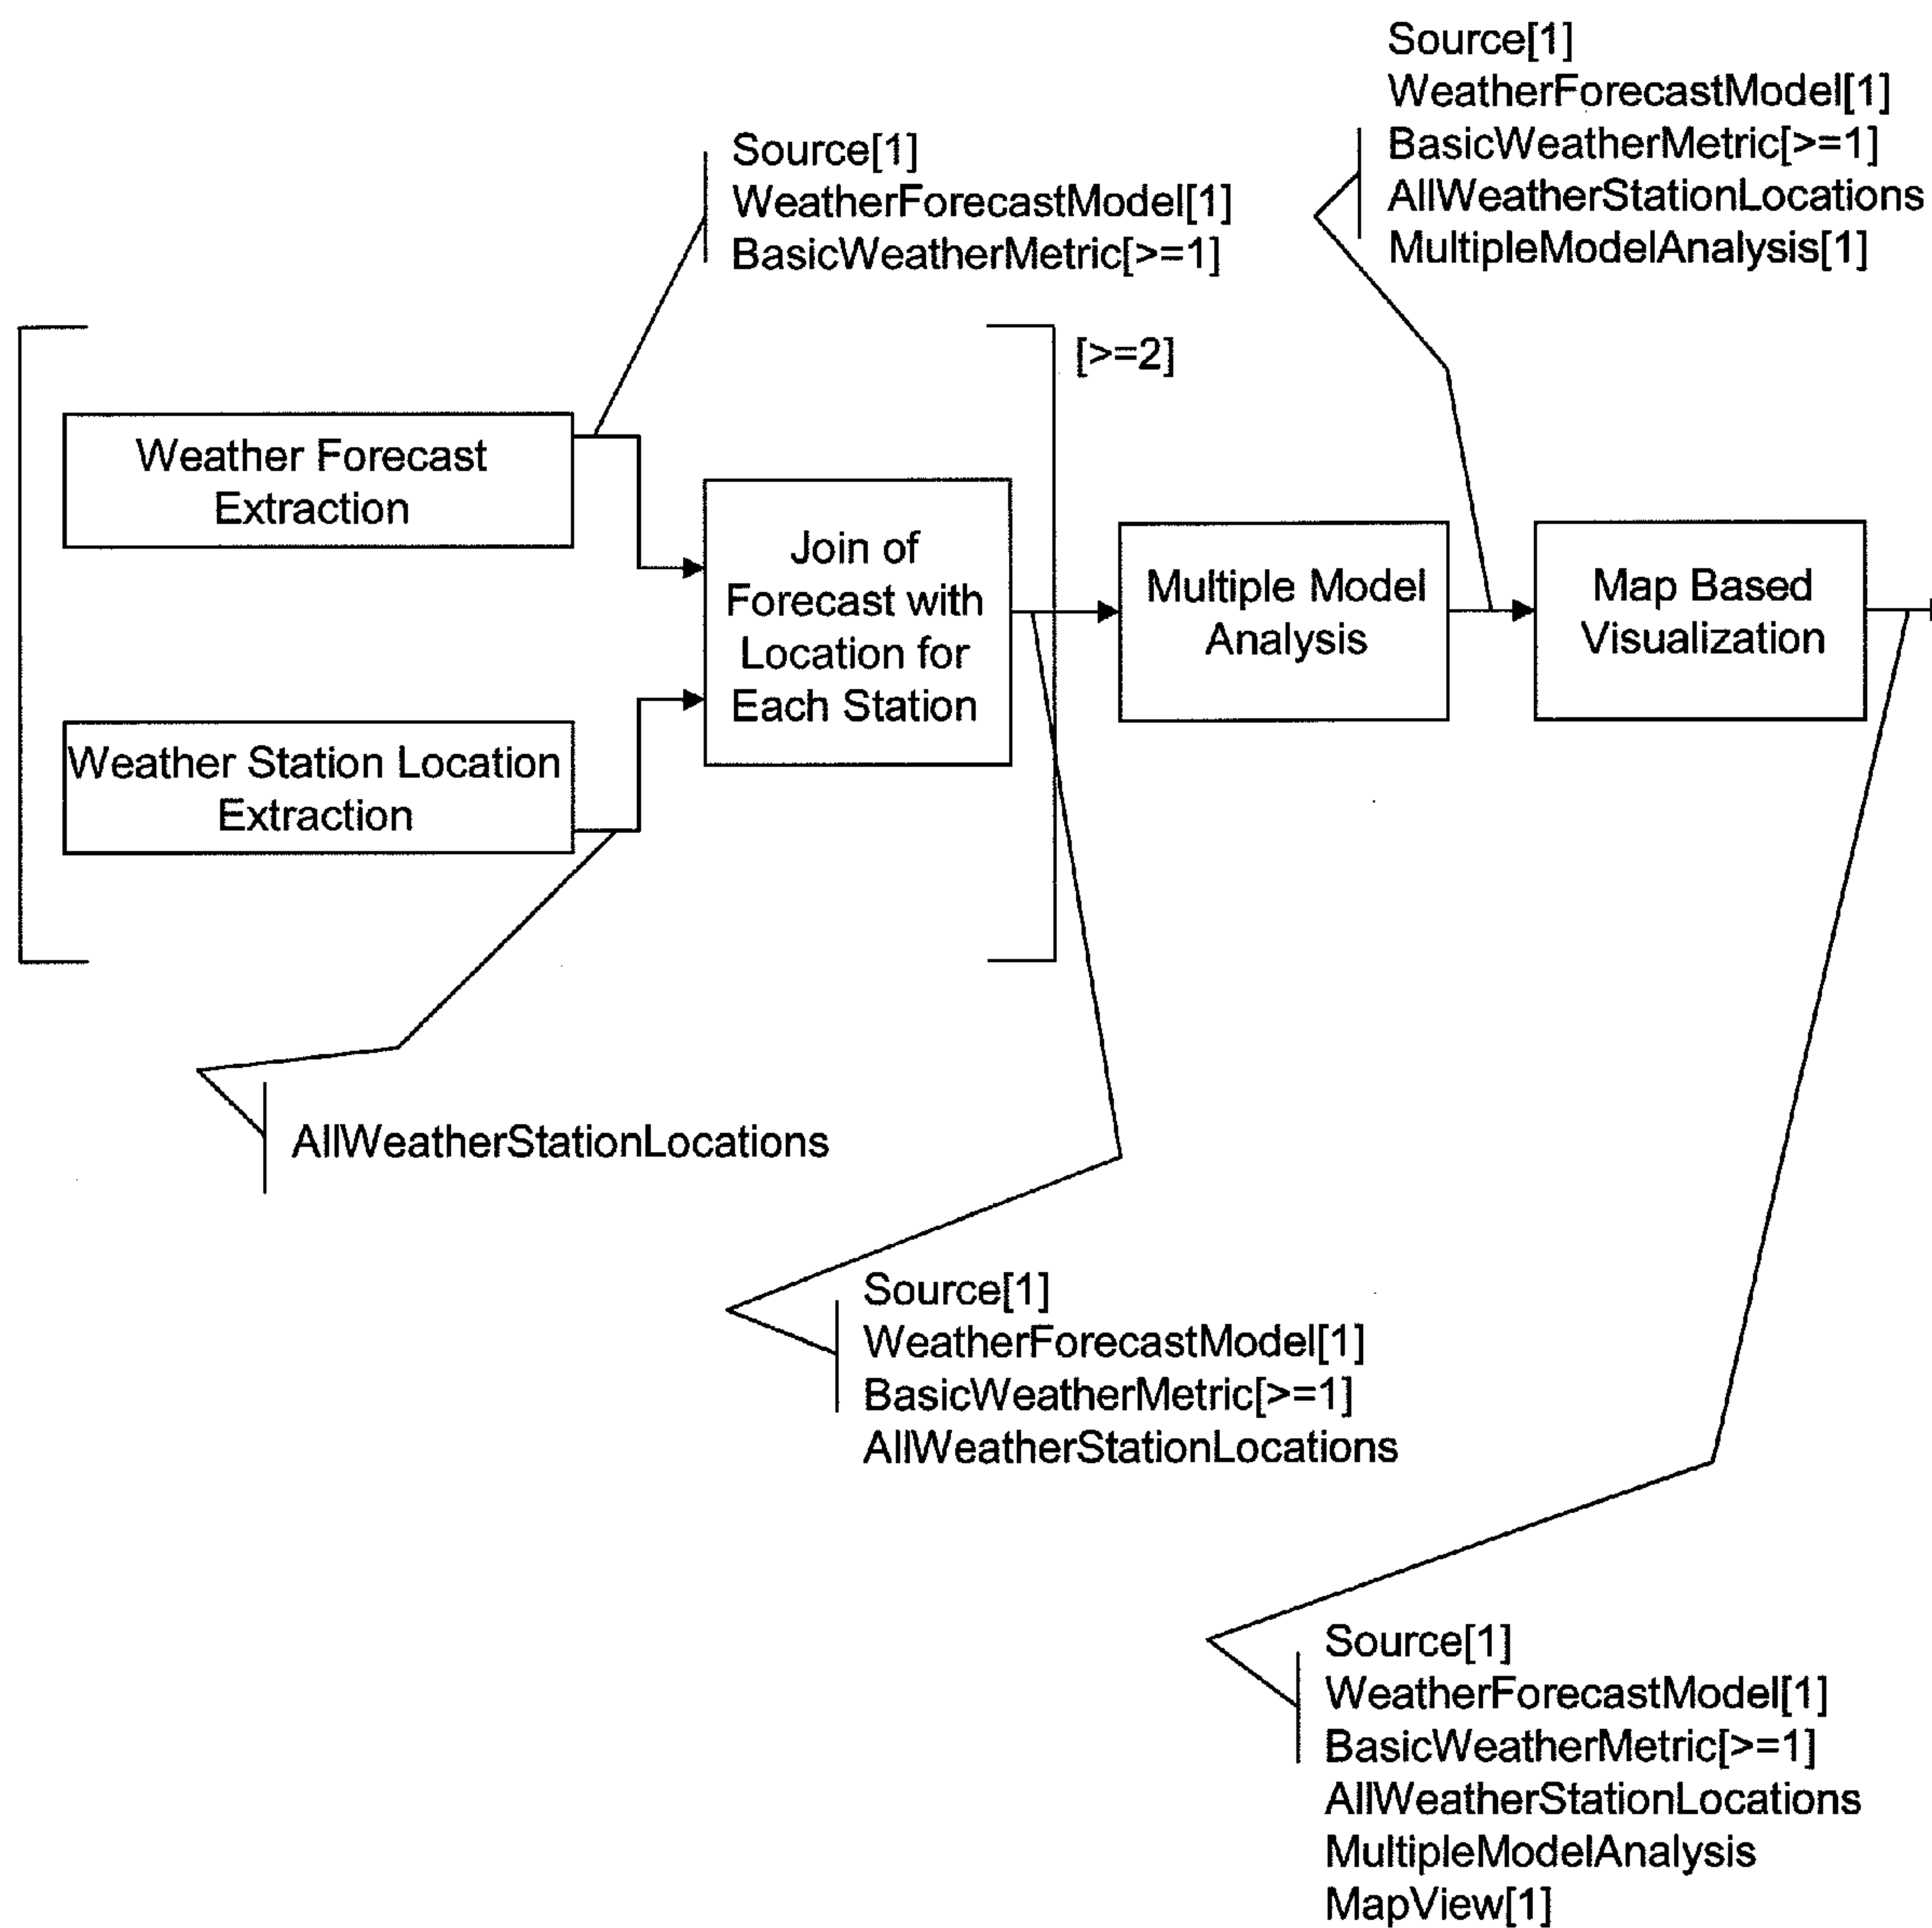 Source[1]
WeatherForecastModel[1]
BasicWeatherMetric[>=1]
AllWeatherStationLocations
MultipleModelAnalysis[1]
Source[1]
WeatherForecastModel[1]
BasicWeatherMetric[>=1]
[>=2]
Weather Forecast
Extraction
Weather Station Location
Extraction
Join of
Forecast with
Location for
Each Station
Multiple Model
Analysis
Map Based
Visualization
AllWeatherStationLocations
Source[1]
WeatherForecastModel[1]
BasicWeatherMetric[>=1]
AllWeatherStationLocations
Source[1]
WeatherForecastModel[1]
BasicWeatherMetric[>=1]
AllWeatherStationLocations
MultipleModelAnalysis
MapView[1]